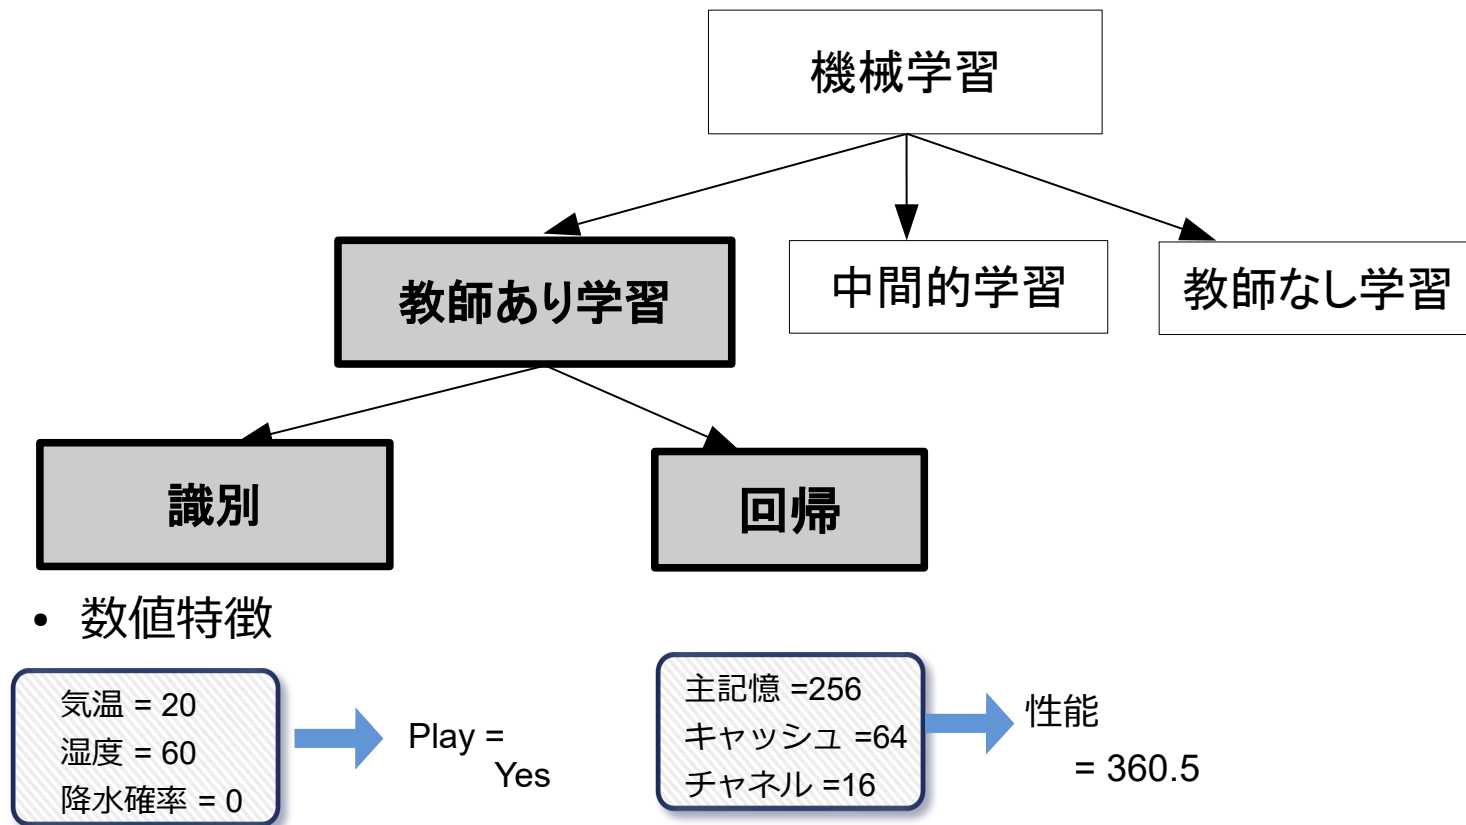 機械学習
教師あり学習
中間的学習
教師なし学習
識別
回帰
• 数値特徴
気温 = 20
湿度 = 60
降水確率 = 0
Play =
Yes
主記憶 =256
キャッシュ =64
チャネル =16
性能
= 360.5